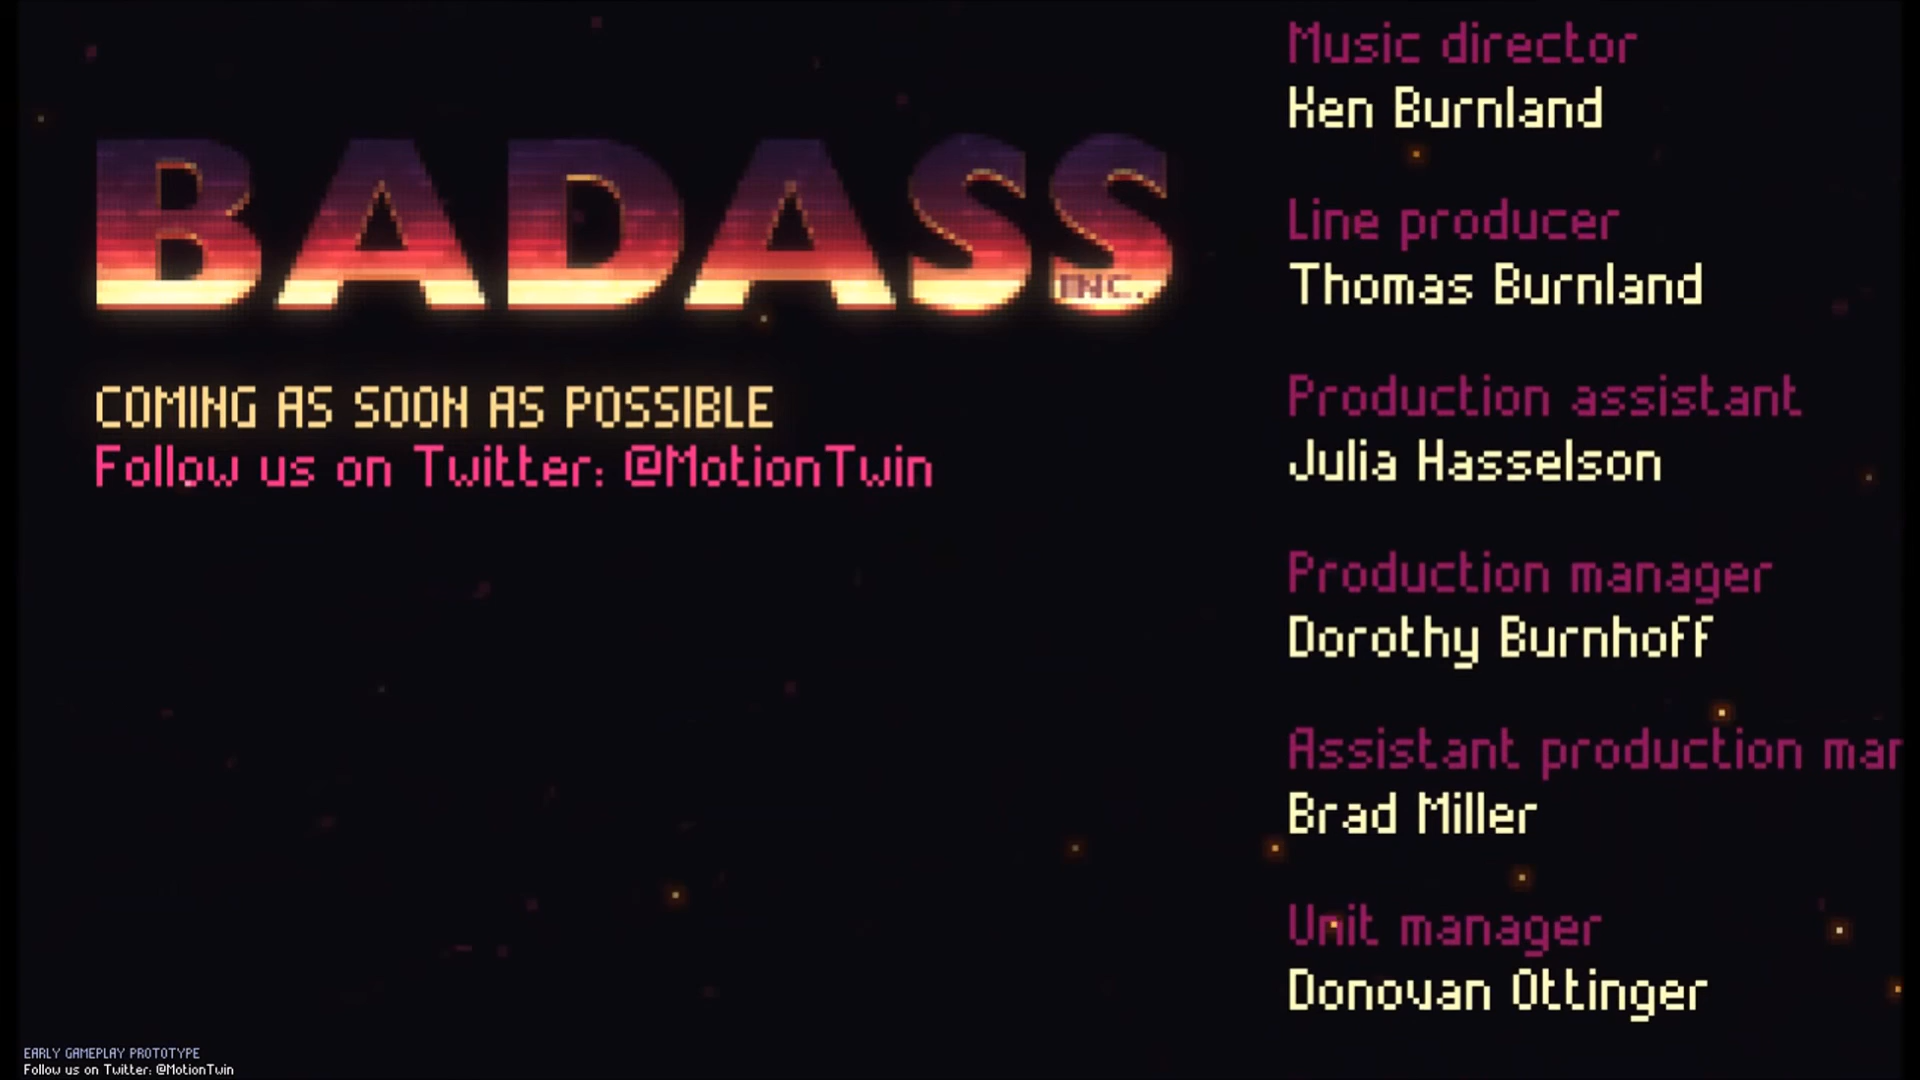 BADASS
INC.
COMING AS SOON AS POSSIBLE
Follow us on Twitter: @MotionTwin
Music director
Ken Burnland
Line producer
Thomas Burnland
Production assistant
Julia Hasselson
Production manager
Dorothy Burnhoff
Assistant production mar
Brad Miller
Unit manager
Donovan Ottinger
EARLY GAMEPLAY PROTOTYPE
Follow us on Twitter: @MotionTwin